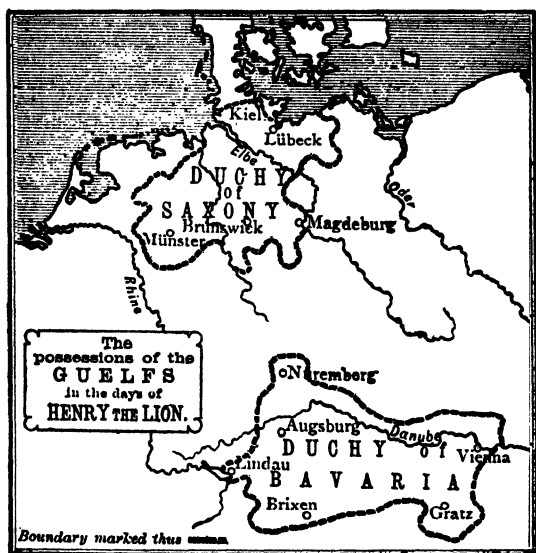 Kiel
Lübeck
Elbe
DUCHY
of
SAXONY
Brunswick
Münster
Magdeburg
Oder
Rhine
The
possessions of the
GUELFS
in the days of
HENRY THE LION.
Nuremberg
Augsburg
Danube
DUCHY of
Vienna
Lindau
BAVARIA
Brixen
Gratz
Boundary marked thus